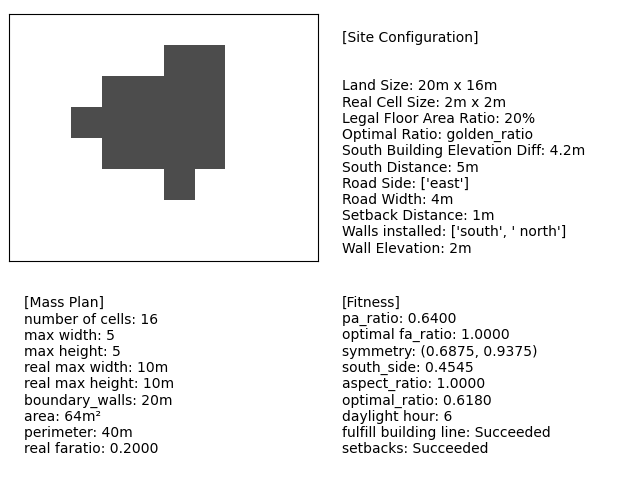 [Site Configuration]
Land Size: 20m x 16m
Real Cell Size: 2m x 2m
Legal Floor Area Ratio: 20%
Optimal Ratio: golden_ratio
South Building Elevation Diff: 4.2m
South Distance: 5m
Road Side: ['east']
Road Width: 4m
Setback Distance: 1m
Walls installed: ['south', ' north']
Wall Elevation: 2m
[Mass Plan]
number of cells: 16
max width: 5
max height: 5
real max width: 10m
real max height: 10m
boundary_walls: 20m
area: 64m²
perimeter: 40m
real faratio: 0.2000
[Fitness]
pa_ratio: 0.6400
optimal fa_ratio: 1.0000
symmetry: (0.6875, 0.9375)
south_side: 0.4545
aspect_ratio: 1.0000
optimal_ratio: 0.6180
daylight hour: 6
fulfill building line: Succeeded
setbacks: Succeeded